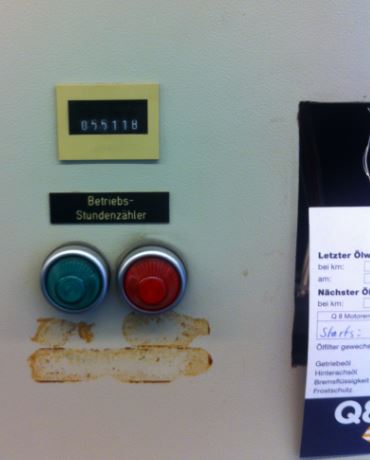 055118
Betriebs-
Stundenzähler
Letzter Ölw
bei km:
am:
Nächster Öl
bei km:
Q 8 Motoren
Starts:
Ölfilter gewechs
Getriebeöl
Hinterachsöl
Bremsflüssigkeit
Frostschutz
Q8